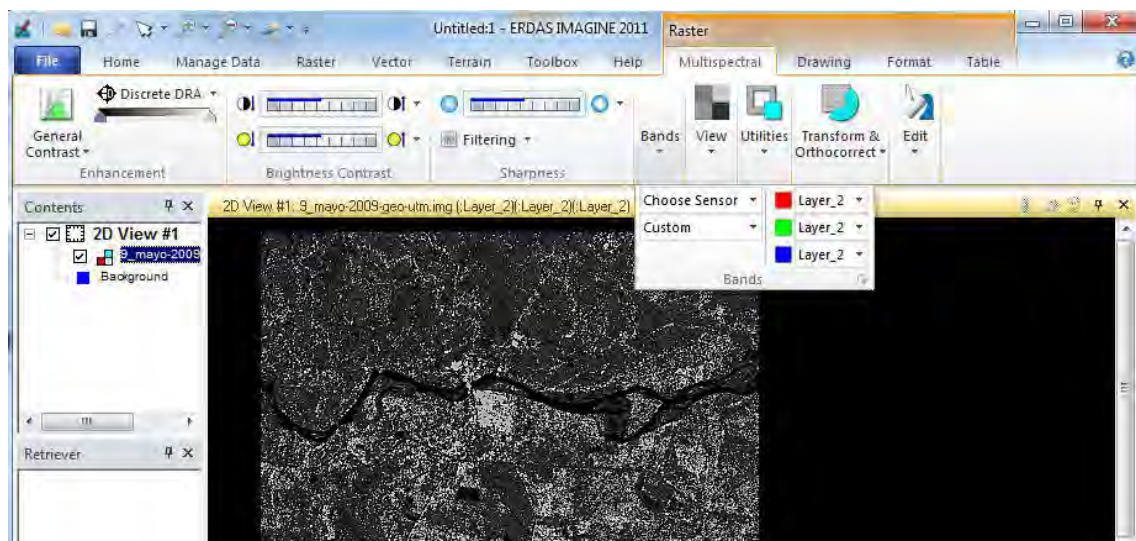 Untitled:1 - ERDAS IMAGINE 2011
Raster
File Home Manage Data Raster Vector Terrain Toolbox Help Multispectral Drawing Format Table
Discrete DRA
General Contrast
Filtering
Bands View Utilities Transform & Orthocorrect Edit
Enhancement Brightness Contrast Sharpness
Contents
2D View #1: 9_mayo-2009-geo-utm.img (:Layer_2)(:Layer_2)(:Layer_2)
Choose Sensor Layer_2
Custom Layer_2
Layer_2
Bands
2D View #1
9_mayo-2009
Background
Retriever